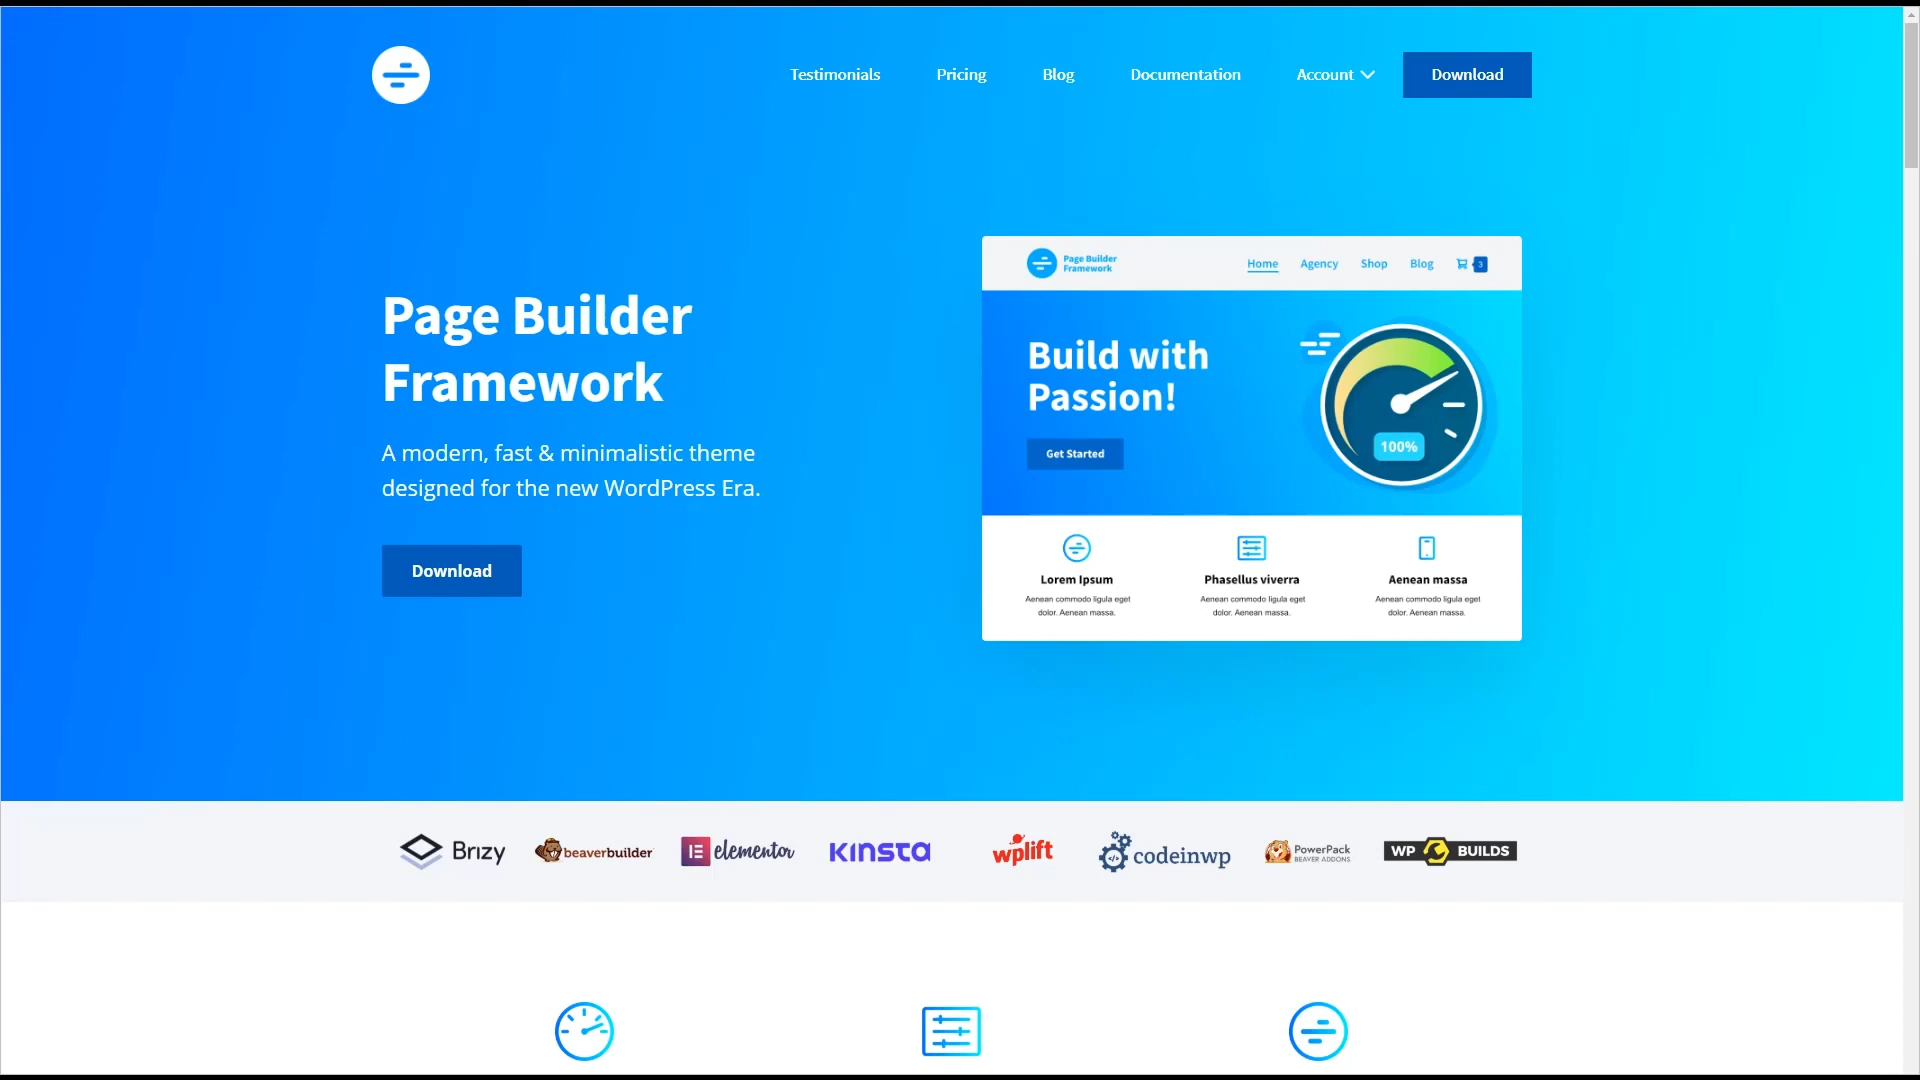 Testimonials
Pricing
Blog
Documentation
Account
Download
Page Builder
Framework
A modern, fast & minimalistic theme
designed for the new WordPress Era.
Download
Page Builder
Framework
Home
Agency
Shop
Blog
3
Build with
Passion!
Get Started
100%
Lorem Ipsum
Aenean commodo ligula eget
dolor. Aenean massa.
Phasellus viverra
Aenean commodo ligula eget
dolor. Aenean massa.
Aenean massa
Aenean commodo ligula eget
dolor. Aenean massa.
Brizy
beaverbuilder
elementor
Kinsta
wplift
codeinwp
PowerPack
BEAVER ADDONS
WP BUILDS